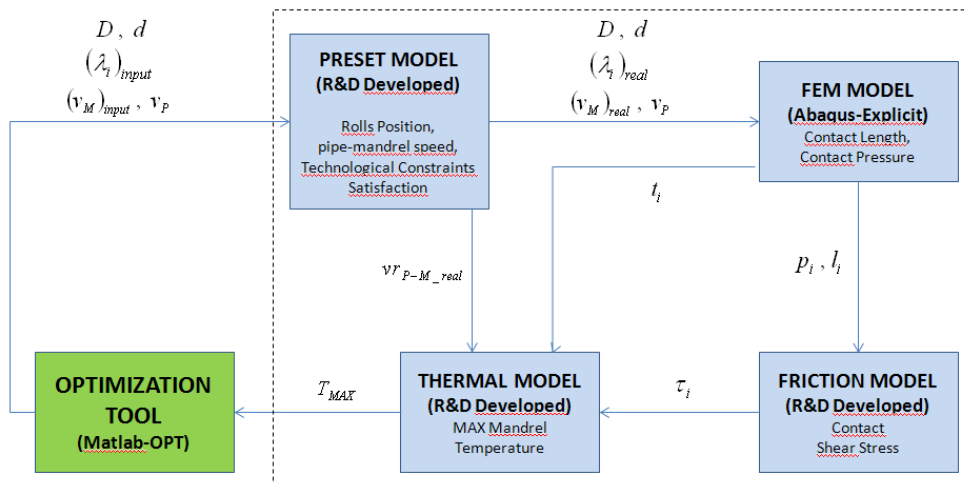 D , d
(λi)input
(vM)input , vP
PRESET MODEL
(R&D Developed)
Rolls Position,
pipe-mandrel speed,
Technological Constraints
Satisfaction
D , d
(λi)real
(vM)real , vP
FEM MODEL
(Abaqus-Explicit)
Contact Length,
Contact Pressure
ti
vrP−M_real
pi , li
OPTIMIZATION
TOOL
(Matlab-OPT)
TMAX
THERMAL MODEL
(R&D Developed)
MAX Mandrel
Temperature
τi
FRICTION MODEL
(R&D Developed)
Contact
Shear Stress